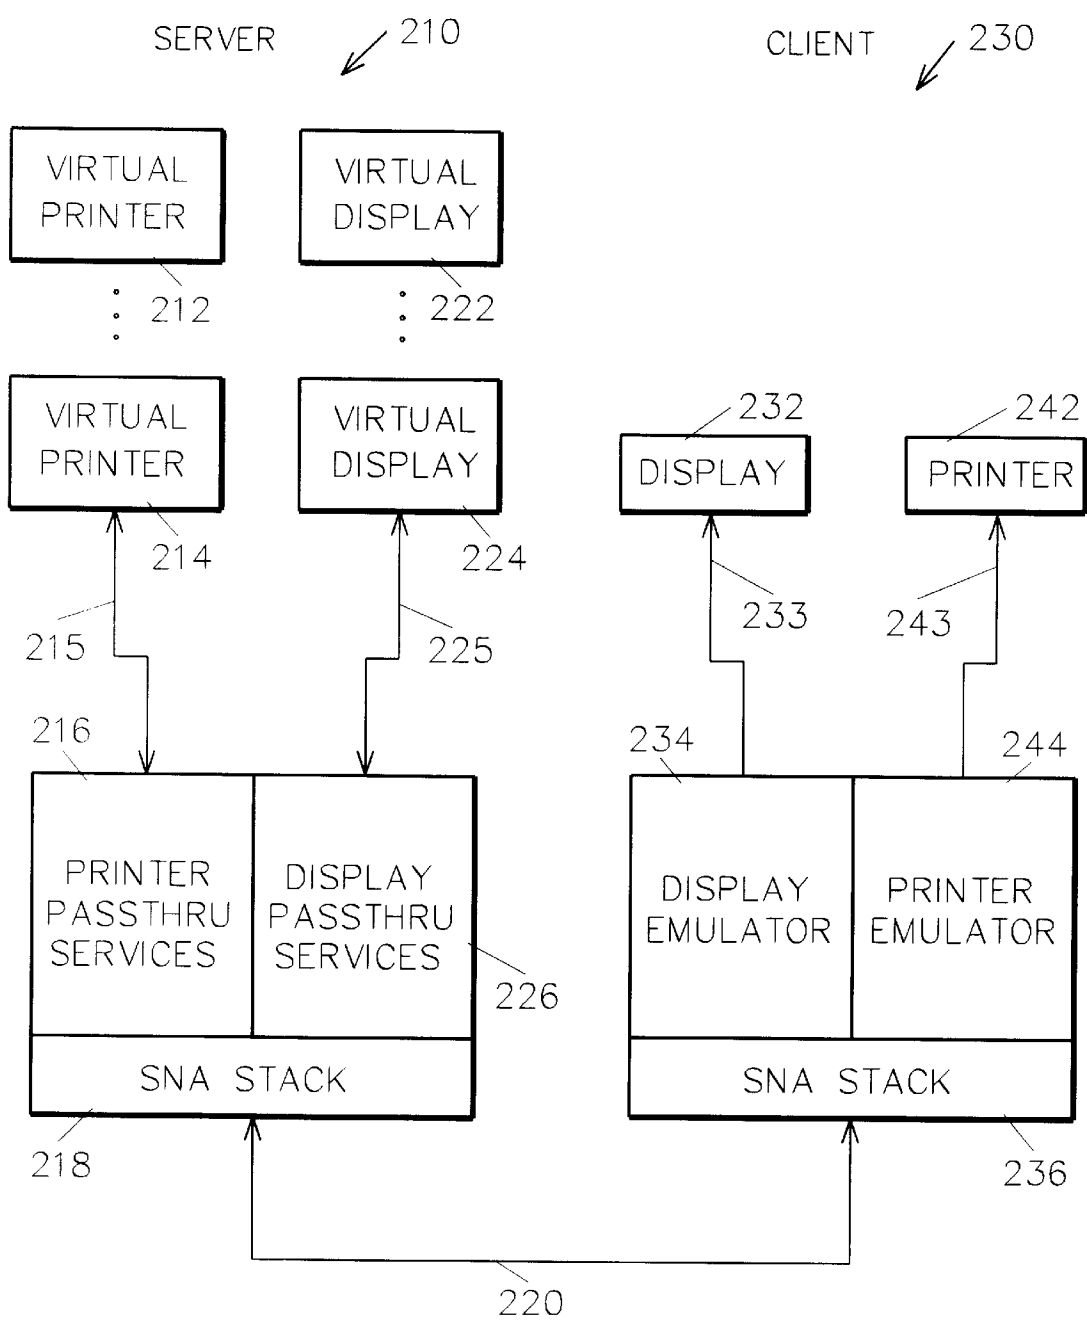 SERVER
210
CLIENT
230
VIRTUAL
PRINTER
VIRTUAL
DISPLAY
212
222
VIRTUAL
PRINTER
VIRTUAL
DISPLAY
232
242
DISPLAY
PRINTER
214
224
233
243
215
225
216
234
244
PRINTER
PASSTHRU
SERVICES
DISPLAY
PASSTHRU
SERVICES
DISPLAY
EMULATOR
PRINTER
EMULATOR
226
SNA STACK
SNA STACK
218
236
220